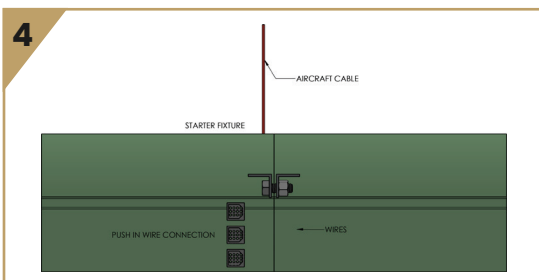 4
AIRCRAFT CABLE
STARTER FIXTURE
PUSH IN WIRE CONNECTION
WIRES